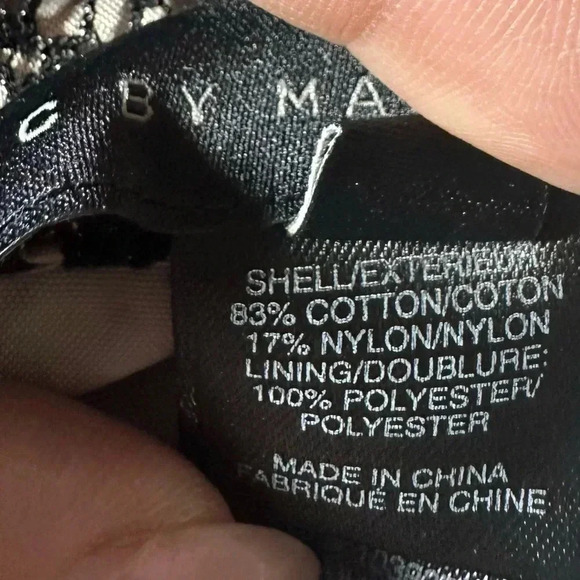 C BY MA
SHELL/EXTERIEUR:
83% COTTON/COTON
17% NYLON/NYLON
LINING/DOUBLURE:
100% POLYESTER/
POLYESTER
MADE IN CHINA
FABRIQUÉ EN CHINE